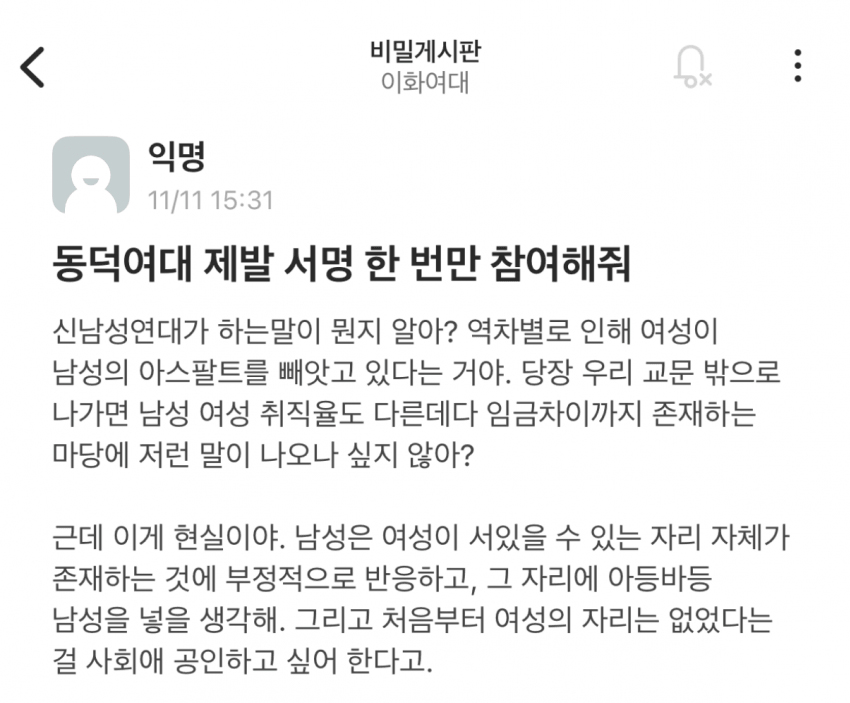 비밀게시판
이화여대
익명
11/11 15:31
동덕여대 제발 서명 한 번만 참여해줘
신남성연대가 하는말이 뭔지 알아? 역차별로 인해 여성이
남성의 아스팔트를 빼앗고 있다는 거야. 당장 우리 교문 밖으로
나가면 남성 여성 취직율도 다른데다 임금차이까지 존재하는
마당에 저런 말이 나오나 싶지 않아?
근데 이게 현실이야. 남성은 여성이 서있을 수 있는 자리 자체가
존재하는 것에 부정적으로 반응하고, 그 자리에 아등바등
남성을 넣을 생각해. 그리고 처음부터 여성의 자리는 없었다는
걸 사회애 공인하고 싶어 한다고.